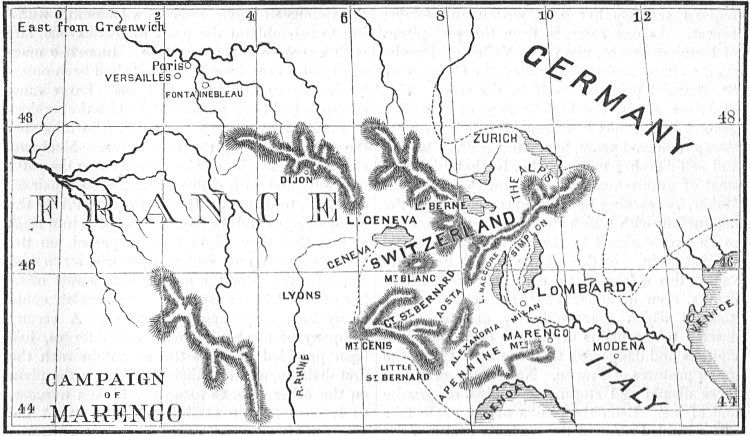 0 2 4 6 8 10 12 14
East from Greenwich
Paris
VERSAILLES
FONTAINEBLEAU
GERMANY
48
48
ZURICH
DIJON
THE ALPS
L. BERNE
FRANCE
L. GENEVA
SWITZERLAND
GENEVA
SIMPLON
46
46
MT BLANC
L. MAGGIORE
LYONS
GT ST. BERNARD
AOSTA
LOMBARDY
MILAN
VENICE
ALEXANDRIA
MARENGO
MT CENIS
MTS
MODENA
LITTLE
ST BERNARD
APENNINE
ITALY
R. RHINE
GENOA
CAMPAIGN
OF
MARENGO
44
44